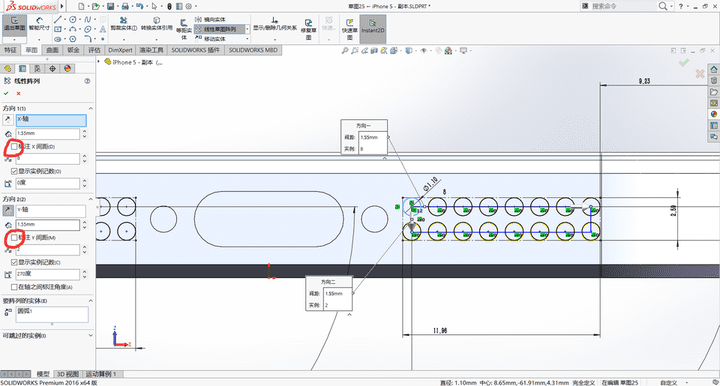 SOLIDWORKS
草图25 - iPhone 5 - 副本.SLDPRT *
搜索
退出草图
智能尺寸
剪裁实体(T)
转换实体引用
等距实体
镜向实体
线性草图阵列
移动实体
显示/删除几何关系
修复草图
快速草图
Instant2D
特征
草图
曲面
钣金
评估
DimXpert
渲染工具
SOLIDWORKS 插件
SOLIDWORKS MBD
iPhone 5 - 副本 (...
线性阵列
方向 1(1)
X-轴
1.55mm
标注 X 间距(D)
8
显示实例记数(O)
0度
方向 2(2)
Y-轴
1.55mm
标注 Y 间距(M)
显示实例记数(C)
270度
在轴之间标注角度(A)
要阵列的实体(E)
圆弧1
可跳过的实例(I)
方向一
间距: 1.55mm
实例: 8
方向二
间距: 1.55mm
实例: 2
9.23
∅1.10
8
2.59
11.96
Z
X
模型
3D 视图
运动算例 1
SOLIDWORKS Premium 2016 x64 版
直径: 1.10mm 中心: 8.65mm,-61.91mm,4.31mm
完全定义
在编辑 草图25
自定义